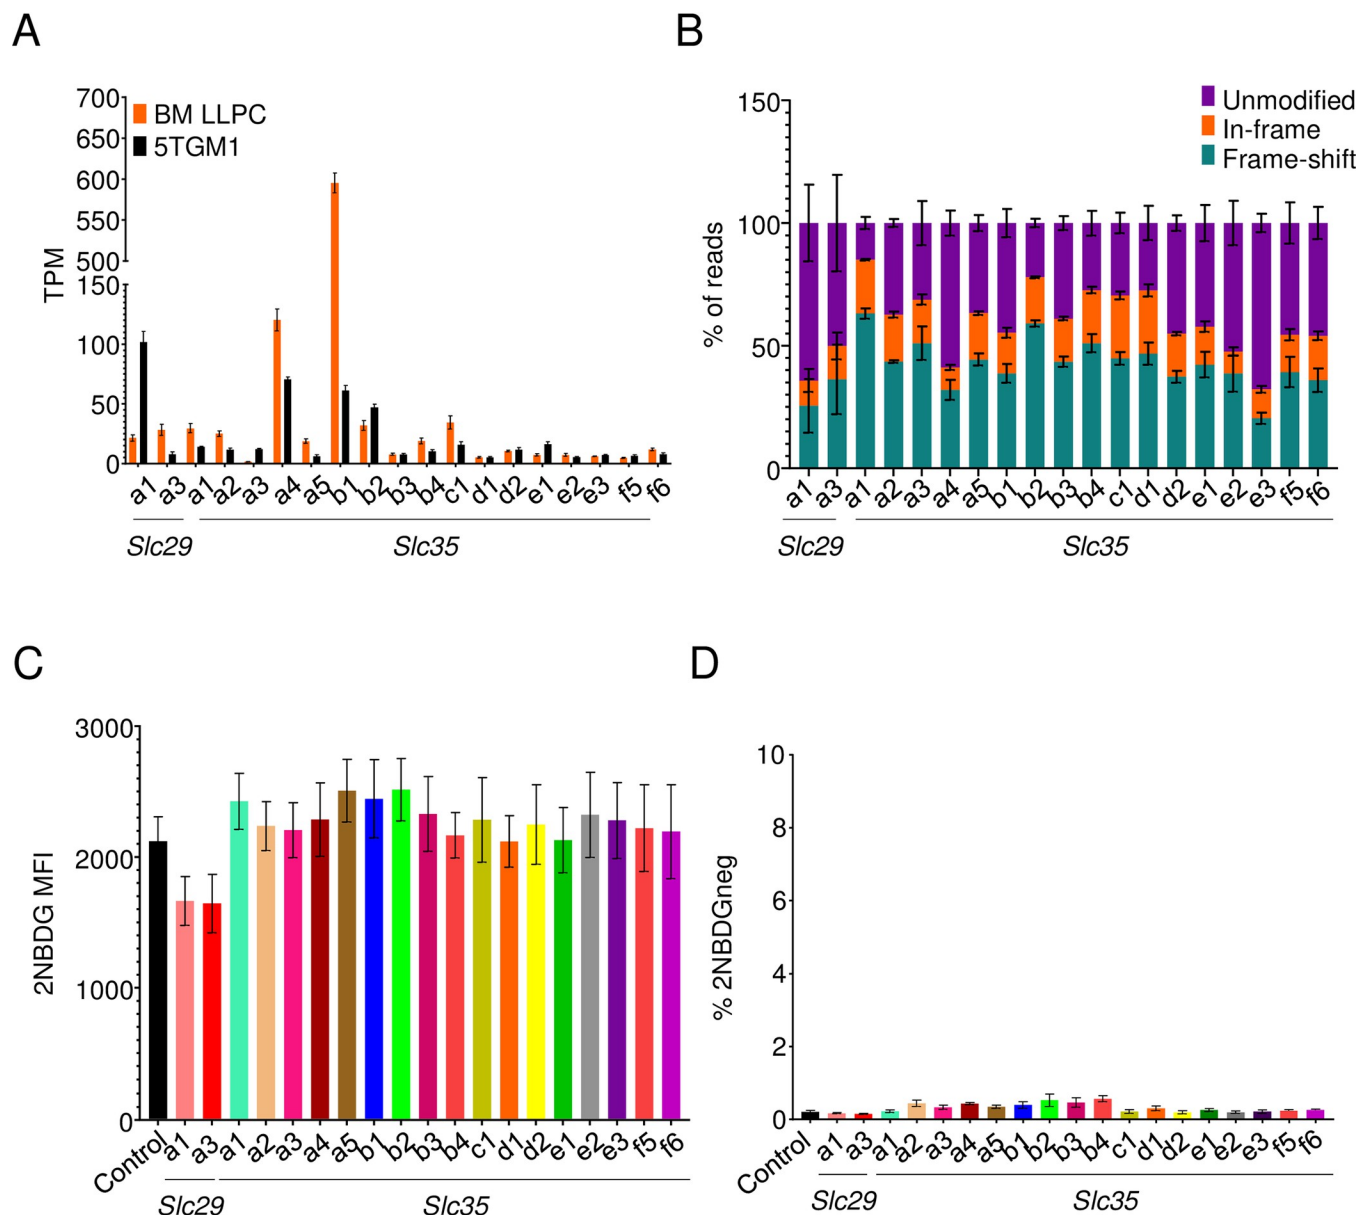 A
700
650
600
550
500
150
100
50
0
TPM
BM LLPC
5TGM1
a1 a3 a1 a2 a3 a4 a5 b1 b2 b3 b4 c1 d1 d2 e1 e2 e3 f5 f6
Slc29 Slc35
B
150
100
50
0
% of reads
Unmodified
In-frame
Frame-shift
a1 a3 a1 a2 a3 a4 a5 b1 b2 b3 b4 c1 d1 d2 e1 e2 e3 f5 f6
Slc29 Slc35
C
3000
2000
1000
0
2NBDG MFI
Control a1 a3 a1 a2 a3 a4 a5 b1 b2 b3 b4 c1 d1 d2 e1 e2 e3 f5 f6
Slc29 Slc35
D
10
8
6
4
2
0
% 2NBDGneg
Control a1 a3 a1 a2 a3 a4 a5 b1 b2 b3 b4 c1 d1 d2 e1 e2 e3 f5 f6
Slc29 Slc35